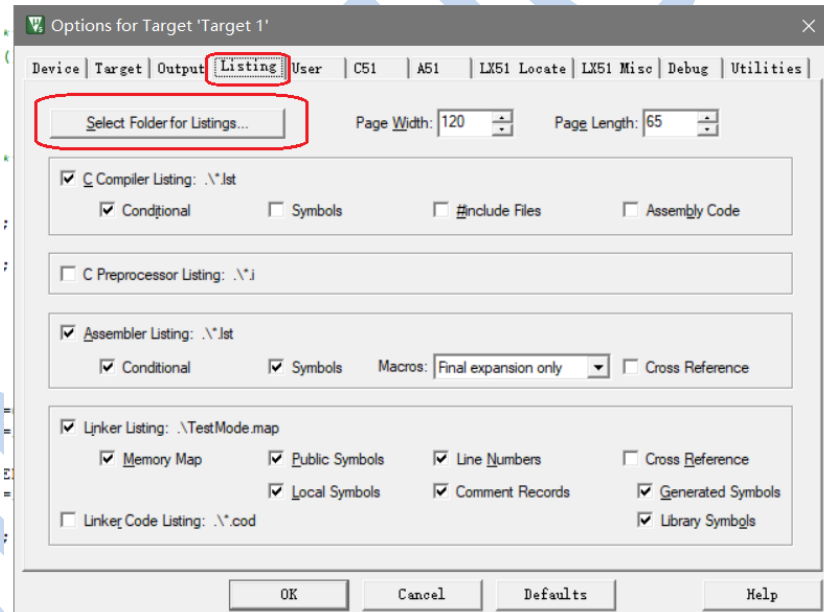 Options for Target 'Target 1'
Device Target Output Listing User C51 A51 LX51 Locate LX51 Misc Debug Utilities
Select Folder for Listings... Page Width: 120 Page Length: 65
C Compiler Listing: .\*.lst
Conditional Symbols #include Files Assembly Code
C Preprocessor Listing: .\*.i
Assembler Listing: .\*.lst
Conditional Symbols Macros: Final expansion only Cross Reference
Linker Listing: .\TestMode.map
Memory Map Public Symbols Line Numbers Cross Reference
Local Symbols Comment Records Generated Symbols
Linker Code Listing: .\*.cod Library Symbols
OK Cancel Defaults Help